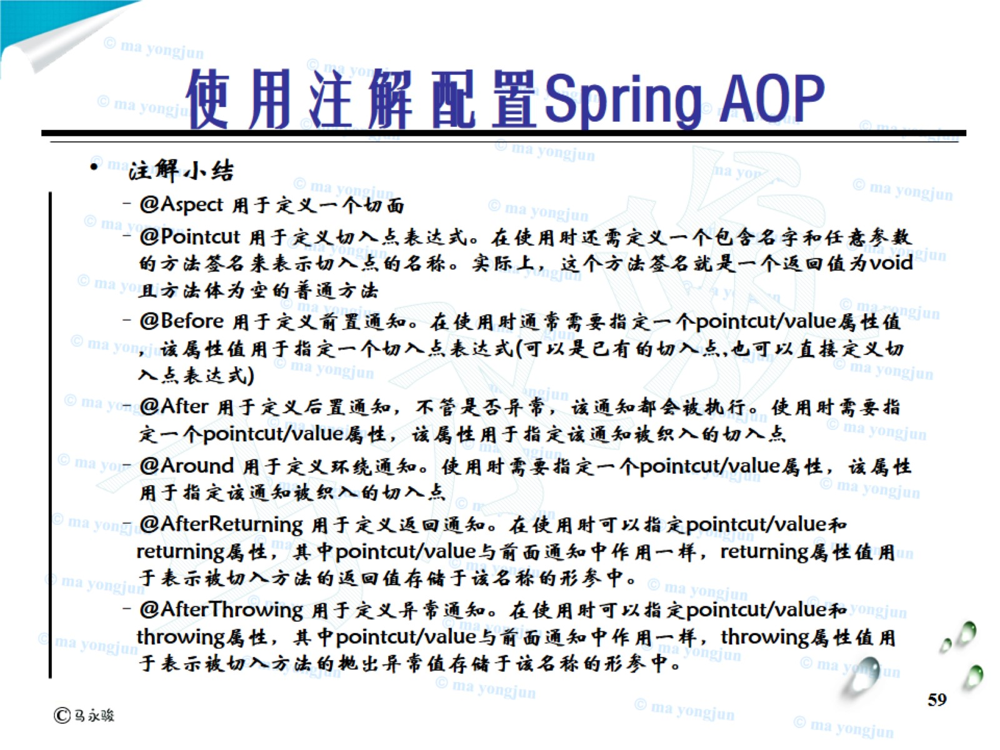 使用注解配置Spring AOP
• 注解小结
– @Aspect 用于定义一个切面
– @Pointcut 用于定义切入点表达式。在使用时还需定义一个包含名字和任意参数
的方法签名来表示切入点的名称。实际上，这个方法签名就是一个返回值为void
且方法体为空的普通方法
– @Before 用于定义前置通知。在使用时通常需要指定一个pointcut/value属性值
，该属性值用于指定一个切入点表达式(可以是已有的切入点,也可以直接定义切
入点表达式)
– @After 用于定义后置通知，不管是否异常，该通知都会被执行。使用时需要指
定一个pointcut/value属性，该属性用于指定该通知被织入的切入点
– @Around 用于定义环绕通知。使用时需要指定一个pointcut/value属性，该属性
用于指定该通知被织入的切入点
– @AfterReturning 用于定义返回通知。在使用时可以指定pointcut/value和
returning属性，其中pointcut/value与前面通知中作用一样，returning属性值用
于表示被切入方法的返回值存储于该名称的形参中。
– @AfterThrowing 用于定义异常通知。在使用时可以指定pointcut/value和
throwing属性，其中pointcut/value与前面通知中作用一样，throwing属性值用
于表示被切入方法的抛出异常值存储于该名称的形参中。
59
©马永骏
© ma yongjun
马永骏